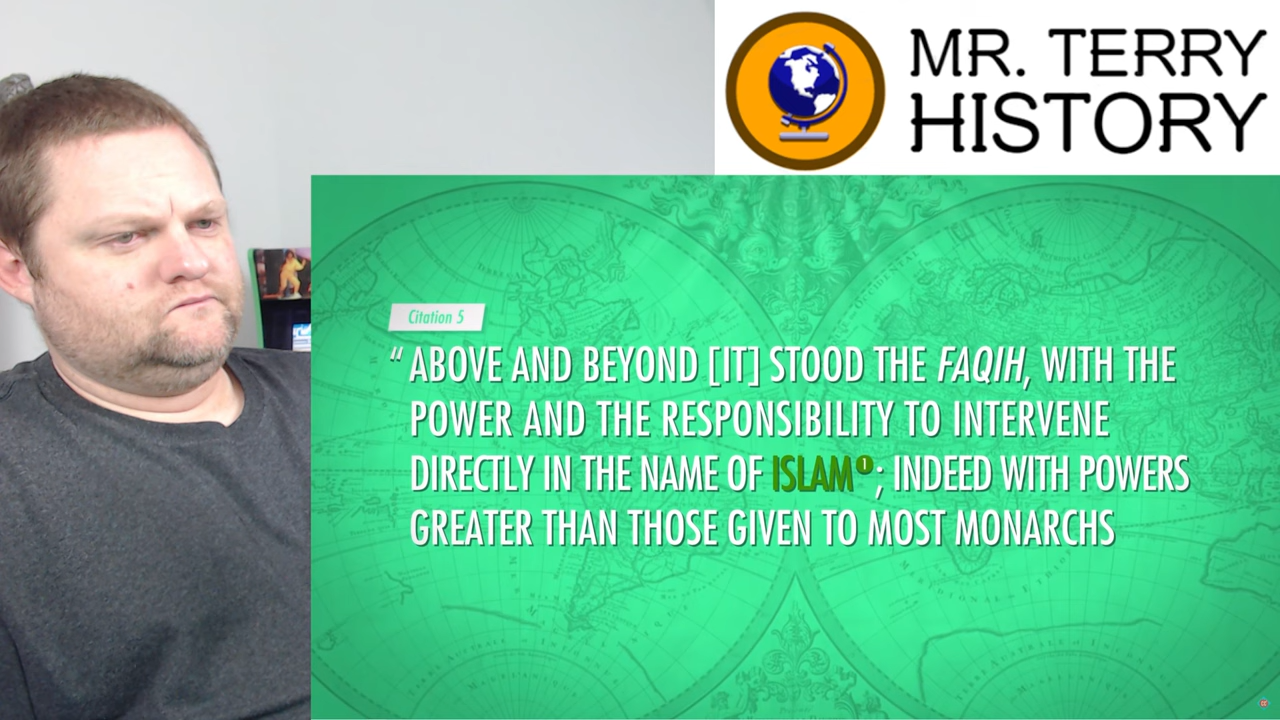 MR. TERRY
HISTORY
Citation 5
“ ABOVE AND BEYOND [IT] STOOD THE FAQIH, WITH THE
POWER AND THE RESPONSIBILITY TO INTERVENE
DIRECTLY IN THE NAME OF ISLAM; INDEED WITH POWERS
GREATER THAN THOSE GIVEN TO MOST MONARCHS